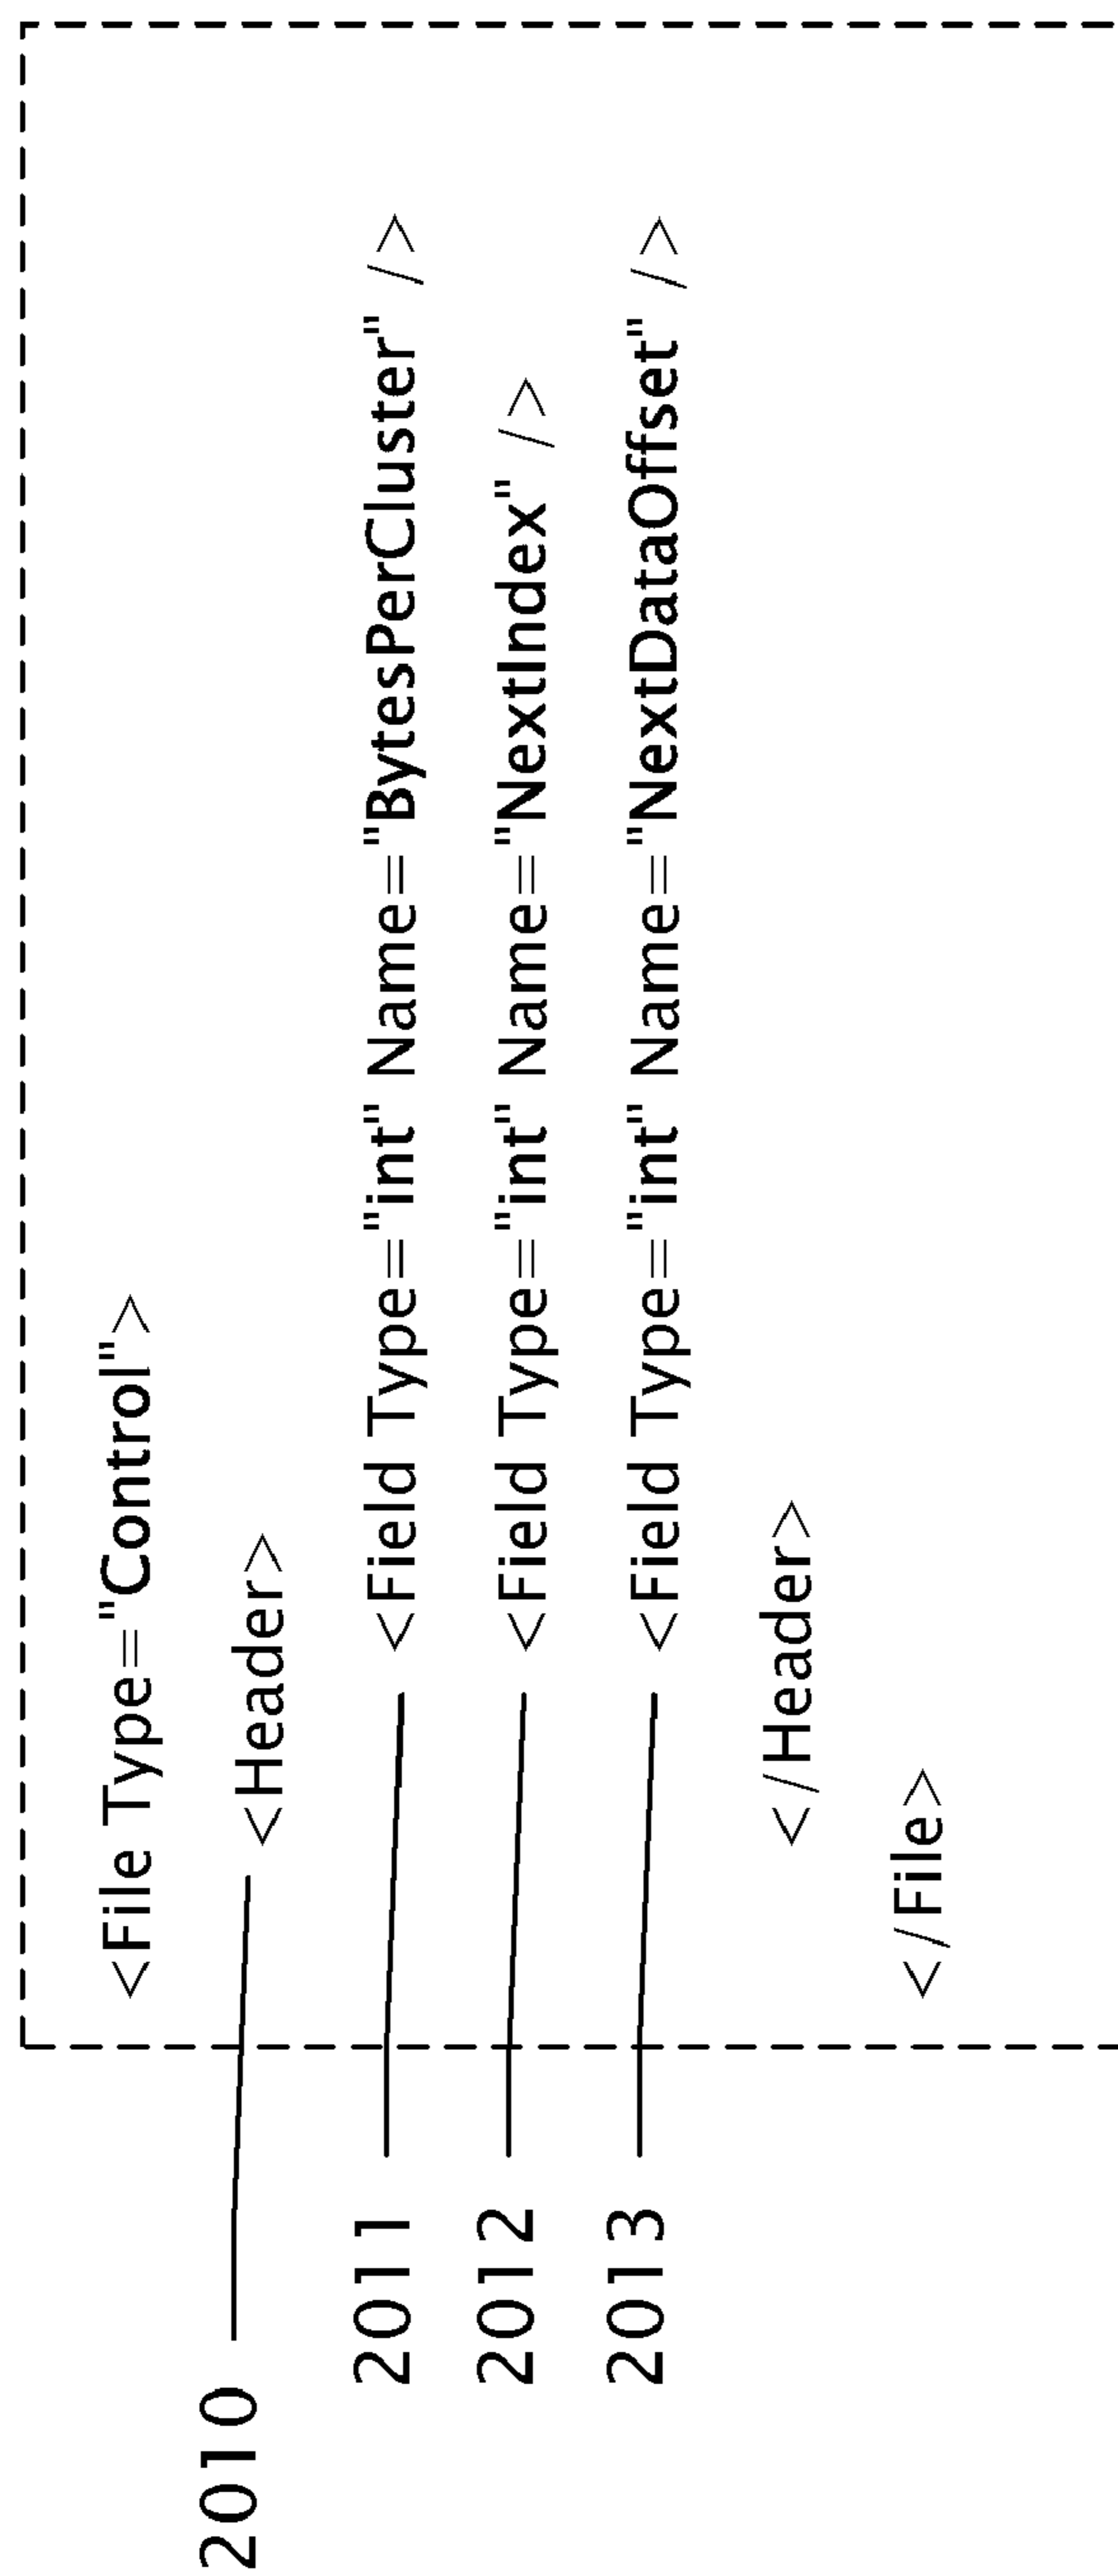 <File Type="Control">
2010 <Header>
2011 <Field Type="int" Name="BytesPerCluster" />
2012 <Field Type="int" Name="NextIndex" />
2013 <Field Type="int" Name="NextDataOffset" />
</Header>
</File>